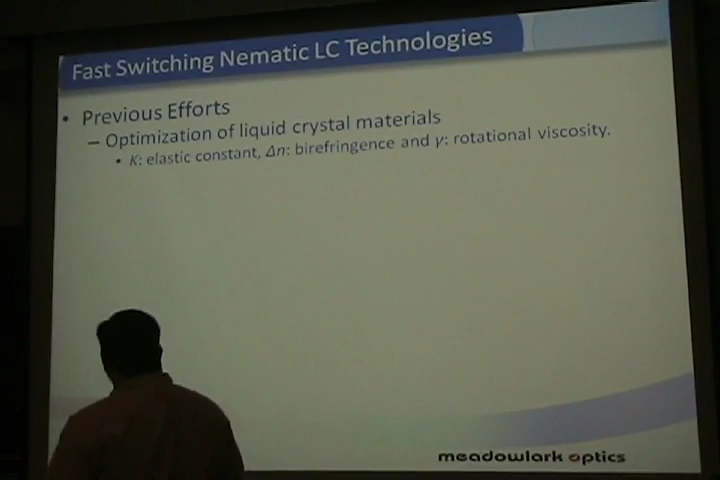 Fast Switching Nematic LC Technologies
• Previous Efforts
– Optimization of liquid crystal materials
• K: elastic constant, Δn: birefringence and γ: rotational viscosity.
meadowlark optics